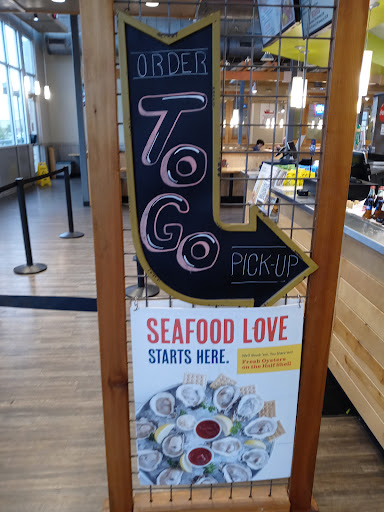 ORDER
TO
GO
PICK-UP
SEAFOOD LOVE
STARTS HERE.
Fresh Oysters
on the Half Shell